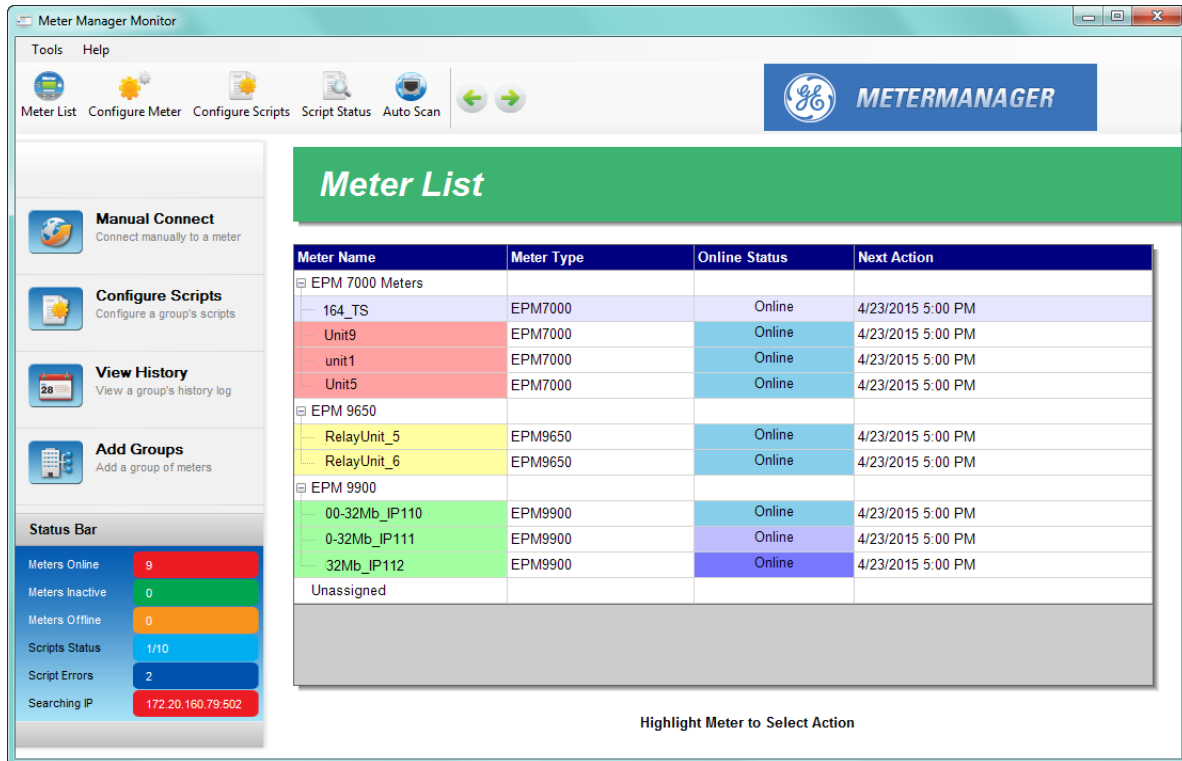 Meter Manager Monitor
Tools Help
Meter List Configure Meter Configure Scripts Script Status Auto Scan
GE METERMANAGER
Meter List
Manual Connect
Connect manually to a meter
Configure Scripts
Configure a group's scripts
28
View History
View a group's history log
Add Groups
Add a group of meters
Status Bar
Meters Online 9
Meters Inactive 0
Meters Offline 0
Scripts Status 1/10
Script Errors 2
Searching IP 172.20.160.79:502
Meter Name Meter Type Online Status Next Action
EPM 7000 Meters
164_TS EPM7000 Online 4/23/2015 5:00 PM
Unit9 EPM7000 Online 4/23/2015 5:00 PM
unit1 EPM7000 Online 4/23/2015 5:00 PM
Unit5 EPM7000 Online 4/23/2015 5:00 PM
EPM 9650
RelayUnit_5 EPM9650 Online 4/23/2015 5:00 PM
RelayUnit_6 EPM9650 Online 4/23/2015 5:00 PM
EPM 9900
00-32Mb_IP110 EPM9900 Online 4/23/2015 5:00 PM
0-32Mb_IP111 EPM9900 Online 4/23/2015 5:00 PM
32Mb_IP112 EPM9900 Online 4/23/2015 5:00 PM
Unassigned
Highlight Meter to Select Action